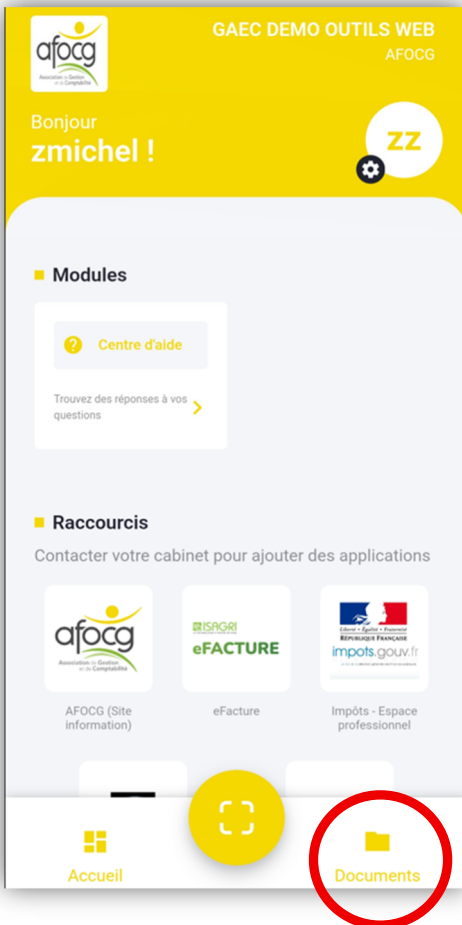 afocg
Association de Gestion
et de Comptabilité
GAEC DEMO OUTILS WEB
AFOCG
Bonjour
zmichel !
ZZ
Modules
Centre d'aide
Trouvez des réponses à vos
questions
Raccourcis
Contacter votre cabinet pour ajouter des applications
afocg
Association de Gestion
et de Comptabilité
ISAGRI
eFACTURE
Liberté • Égalité • Fraternité
RÉPUBLIQUE FRANÇAISE
impots.gouv.fr
AFOCG (Site
information)
eFacture
Impôts - Espace
professionnel
Accueil
Documents